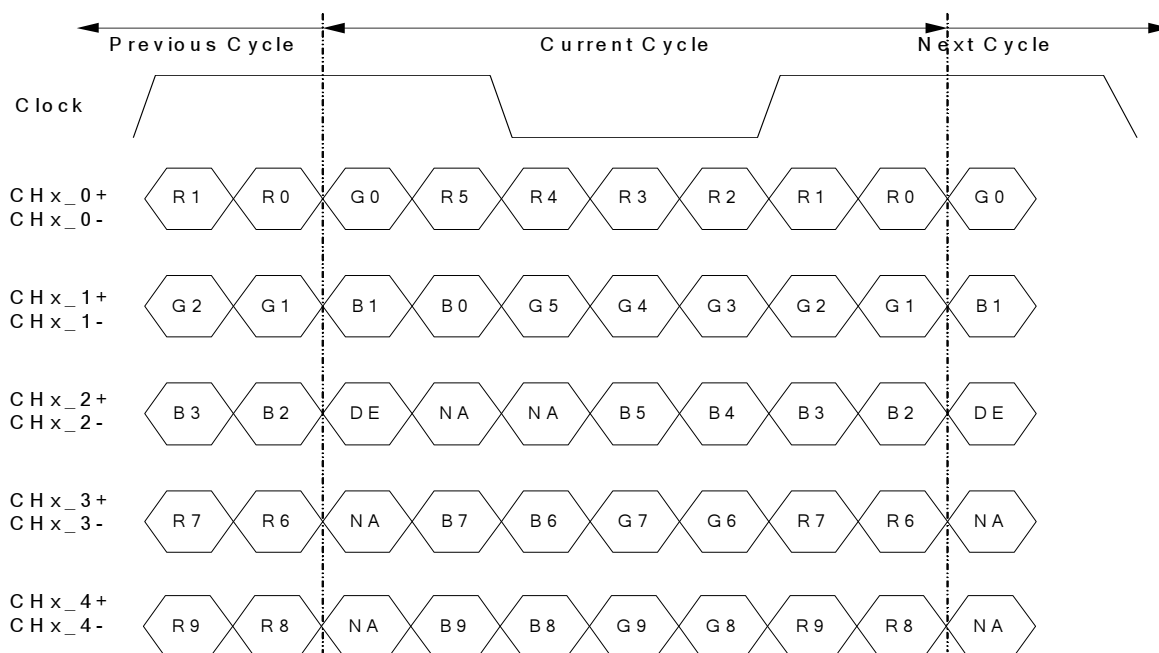 Previous Cycle Current Cycle Next Cycle
Clock
CHx_0+
CHx_0-
R1 R0 G0 R5 R4 R3 R2 R1 R0 G0
CHx_1+
CHx_1-
G2 G1 B1 B0 G5 G4 G3 G2 G1 B1
CHx_2+
CHx_2-
B3 B2 DE NA NA B5 B4 B3 B2 DE
CHx_3+
CHx_3-
R7 R6 NA B7 B6 G7 G6 R7 R6 NA
CHx_4+
CHx_4-
R9 R8 NA B9 B8 G9 G8 R9 R8 NA